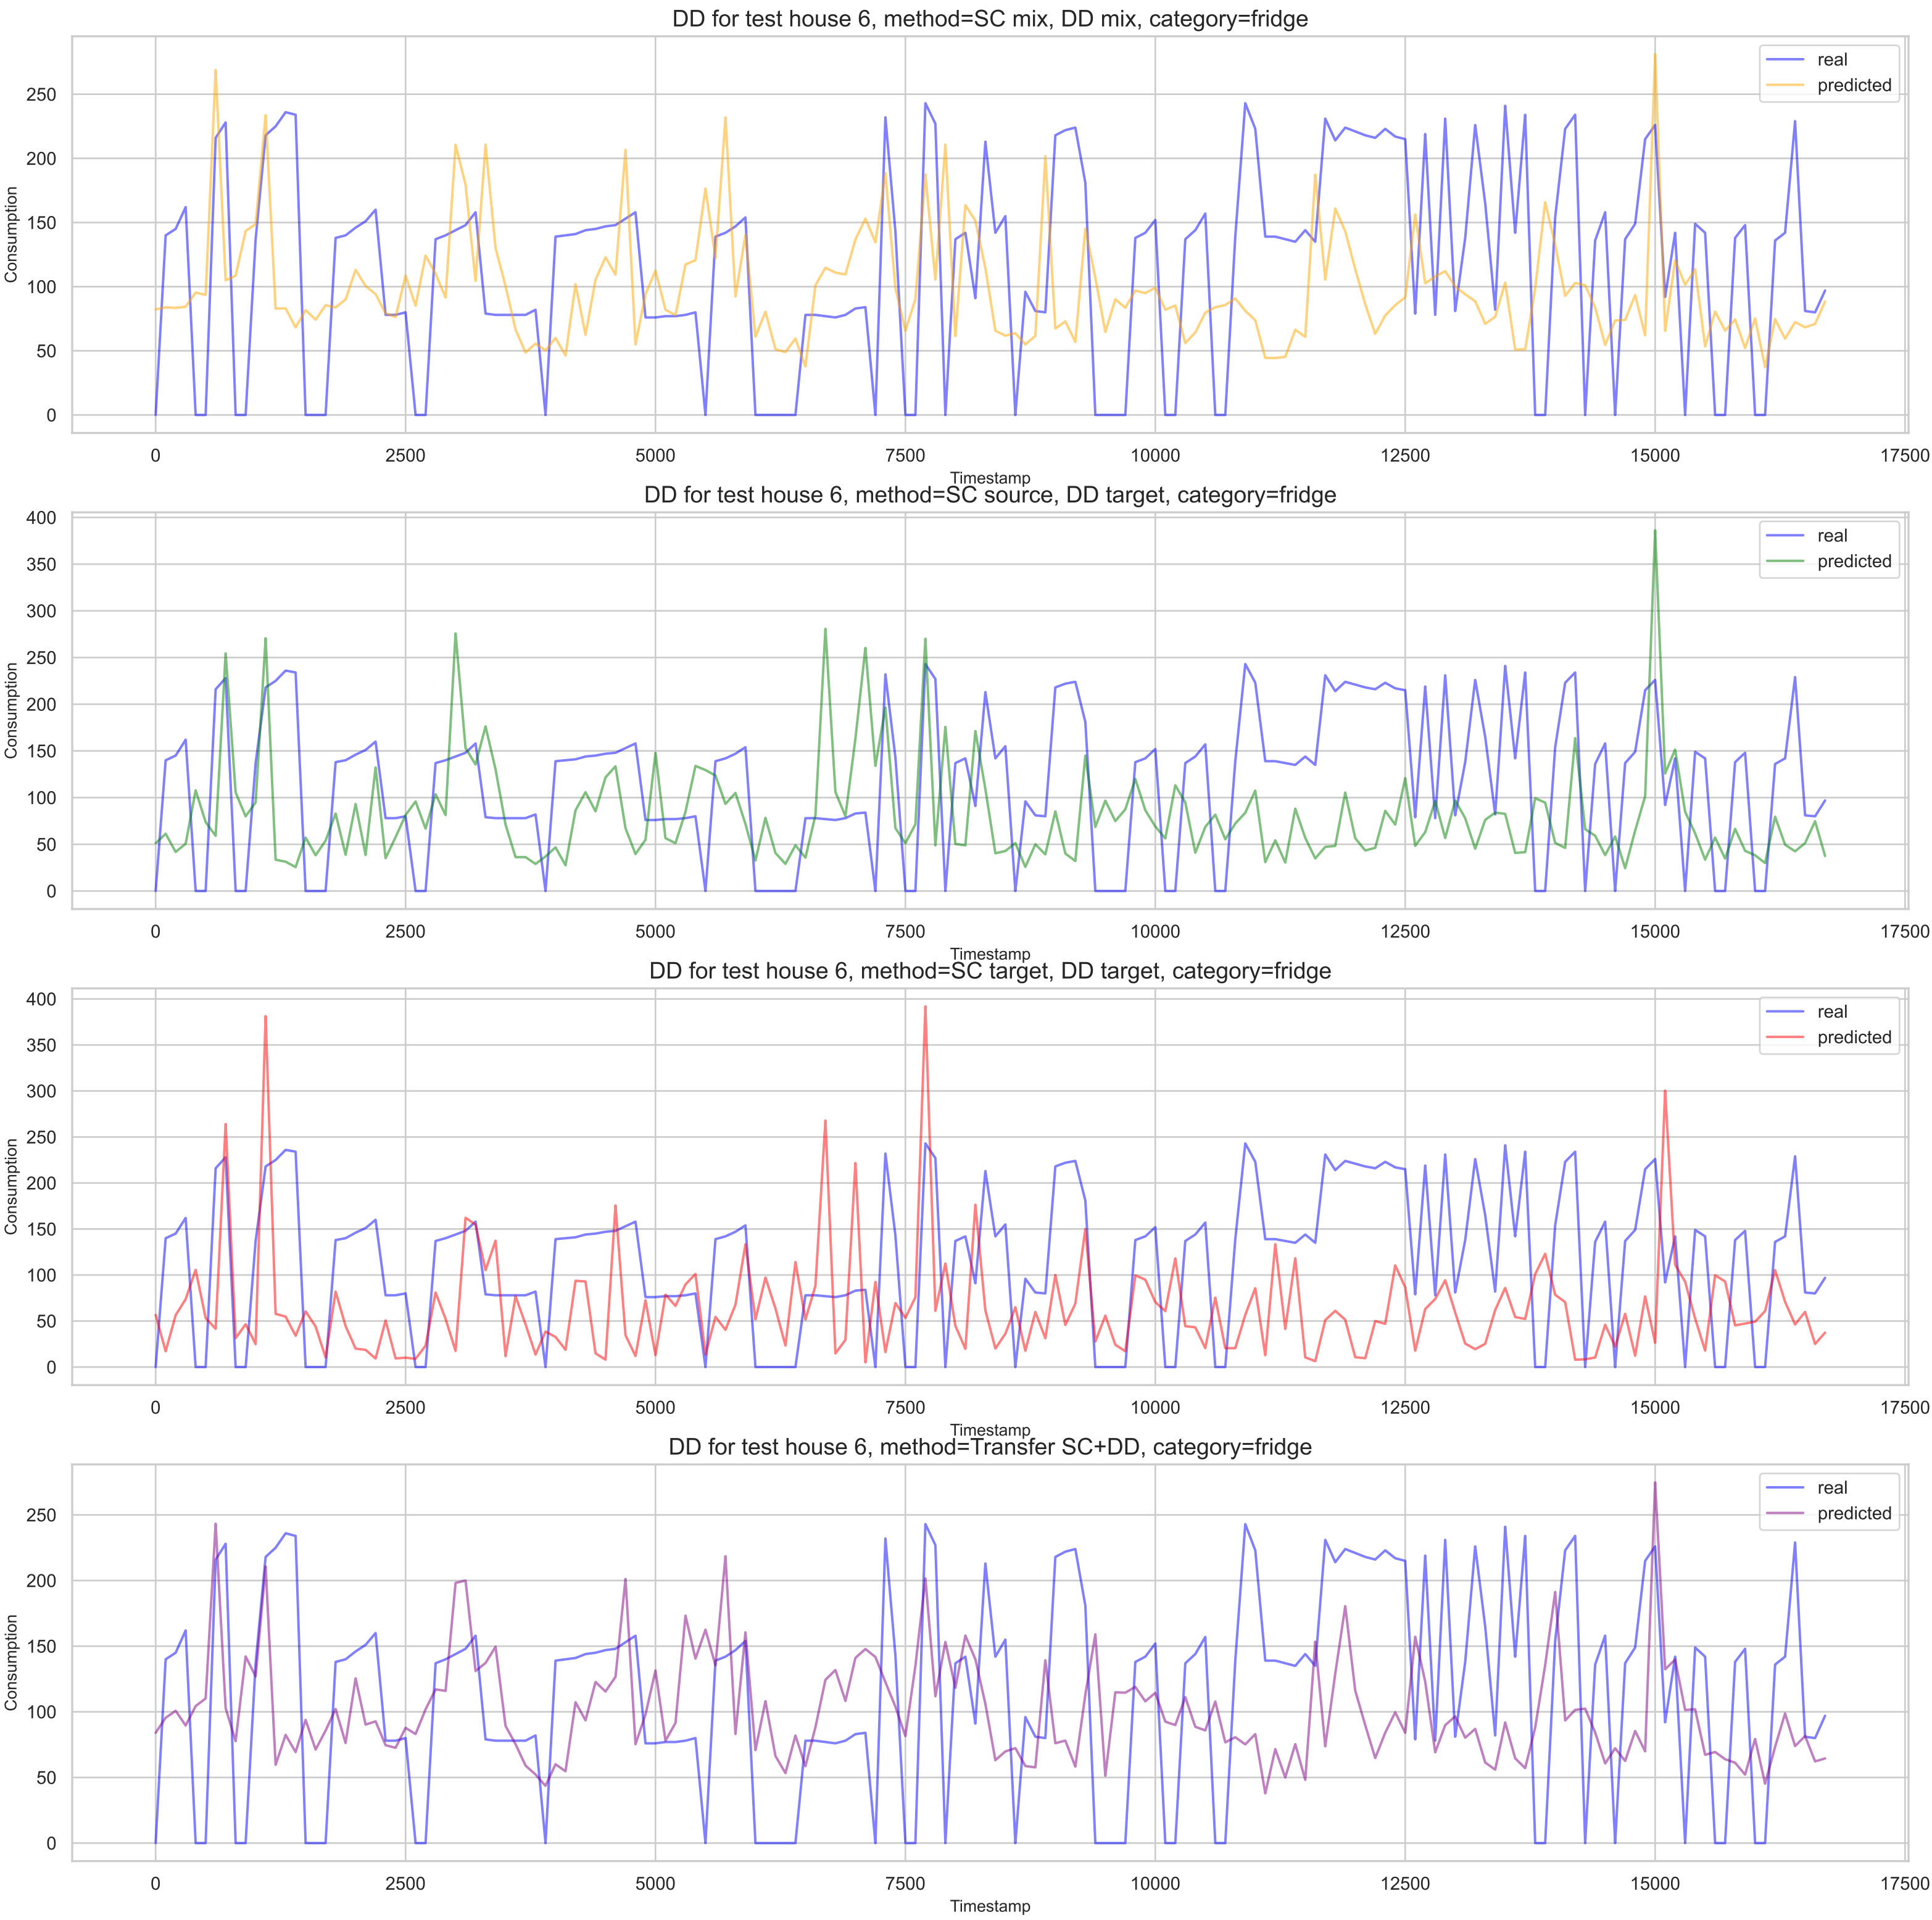 DD for test house 6, method=SC mix, DD mix, category=fridge
real
predicted
250
200
150
100
50
0
Consumption
0 2500 5000 7500 10000 12500 15000 17500
Timestamp
DD for test house 6, method=SC source, DD target, category=fridge
real
predicted
400
350
300
250
200
150
100
50
0
Consumption
0 2500 5000 7500 10000 12500 15000 17500
Timestamp
DD for test house 6, method=SC target, DD target, category=fridge
real
predicted
400
350
300
250
200
150
100
50
0
Consumption
0 2500 5000 7500 10000 12500 15000 17500
Timestamp
DD for test house 6, method=Transfer SC+DD, category=fridge
real
predicted
250
200
150
100
50
0
Consumption
0 2500 5000 7500 10000 12500 15000 17500
Timestamp